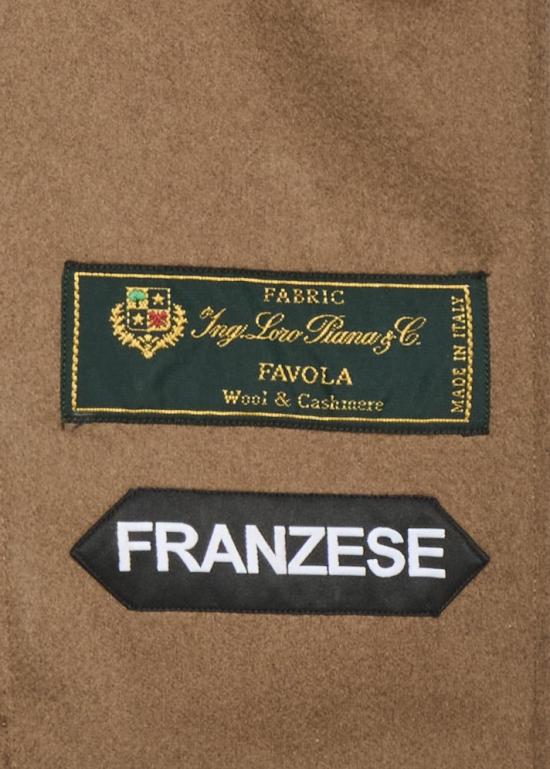 FABRIC
Ing. Loro Piana & C.
FAVOLA
Wool & Cashmere
MADE IN ITALY
FRANZESE